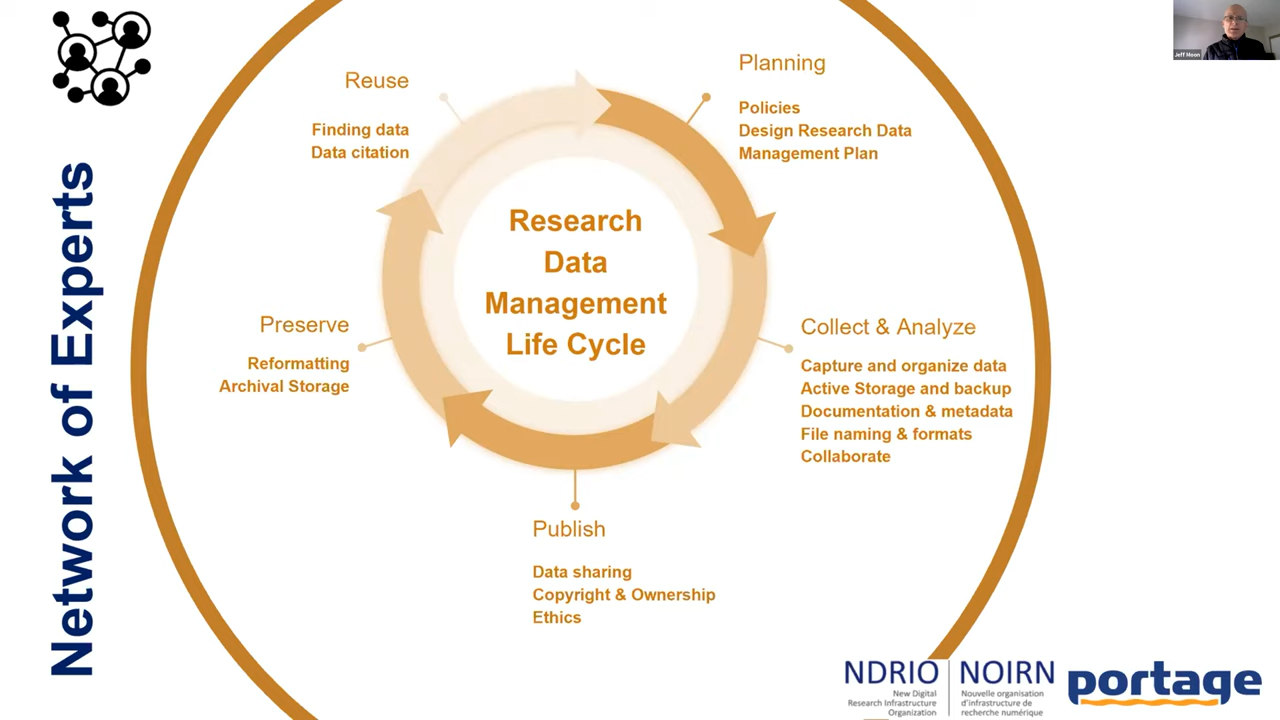 Network of Experts
Reuse
Finding data
Data citation
Planning
Policies
Design Research Data
Management Plan
Jeff Moon
Research
Data
Management
Life Cycle
Preserve
Reformatting
Archival Storage
Collect & Analyze
Capture and organize data
Active Storage and backup
Documentation & metadata
File naming & formats
Collaborate
Publish
Data sharing
Copyright & Ownership
Ethics
NDRIO
New Digital
Research Infrastructure
Organization
NOIRN
Nouvelle organisation
d'infrastructure de
recherche numérique
portage